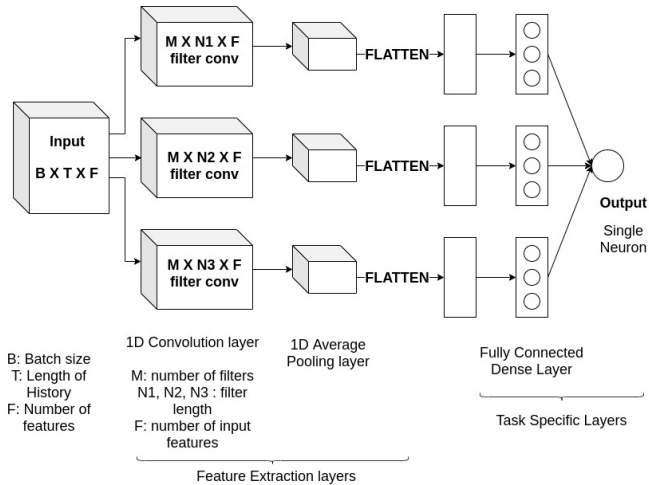 M X N1 X F
filter conv
FLATTEN
Input
B X T X F
M X N2 X F
filter conv
FLATTEN
Output
Single
Neuron
M X N3 X F
filter conv
FLATTEN
B: Batch size
T: Length of
History
F: Number of
features
1D Convolution layer
M: number of filters
N1, N2, N3 : filter
length
F: number of input
features
1D Average
Pooling layer
Fully Connected
Dense Layer
Task Specific Layers
Feature Extraction layers